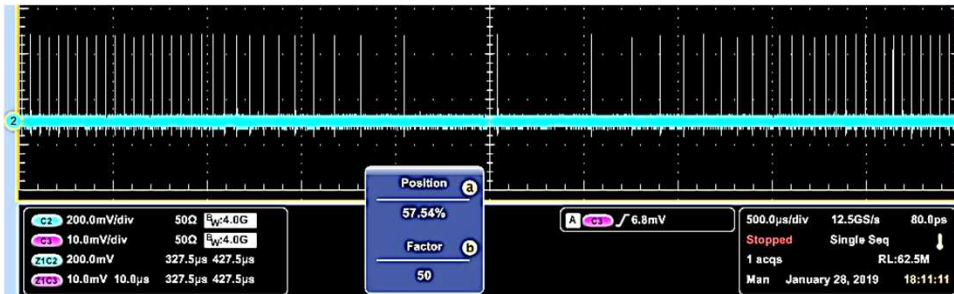 2
Position a
57.54%
Factor b
50
C2 200.0mV/div 50Ω BW:4.0G
C3 10.0mV/div 50Ω BW:4.0G
Z1C2 200.0mV 327.5µs 427.5µs
Z1C3 10.0mV 10.0µs 327.5µs 427.5µs
A C3 6.8mV
500.0µs/div 12.5GS/s 80.0ps
Stopped Single Seq
1 acqs RL:62.5M
Man January 28, 2019 18:11:11